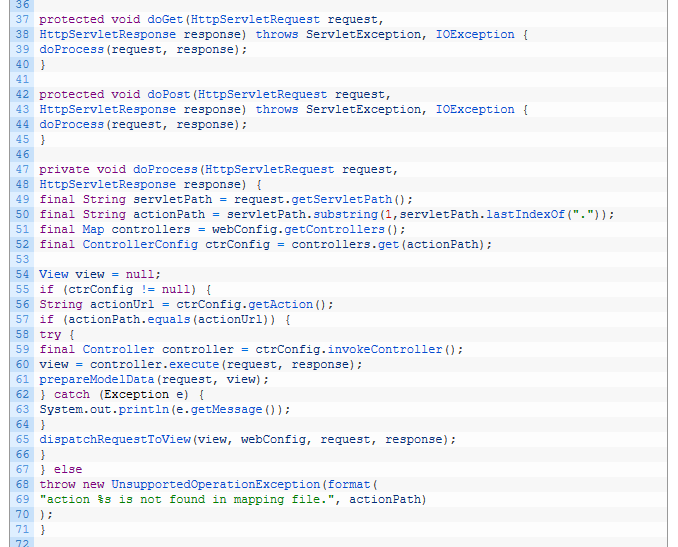 36
37 protected void doGet(HttpServletRequest request,
38 HttpServletResponse response) throws ServletException, IOException {
39 doProcess(request, response);
40 }
41
42 protected void doPost(HttpServletRequest request,
43 HttpServletResponse response) throws ServletException, IOException {
44 doProcess(request, response);
45 }
46
47 private void doProcess(HttpServletRequest request,
48 HttpServletResponse response) {
49 final String servletPath = request.getServletPath();
50 final String actionPath = servletPath.substring(1,servletPath.lastIndexOf("."));
51 final Map controllers = webConfig.getControllers();
52 final ControllerConfig ctrConfig = controllers.get(actionPath);
53
54 View view = null;
55 if (ctrConfig != null) {
56 String actionUrl = ctrConfig.getAction();
57 if (actionPath.equals(actionUrl)) {
58 try {
59 final Controller controller = ctrConfig.invokeController();
60 view = controller.execute(request, response);
61 prepareModelData(request, view);
62 } catch (Exception e) {
63 System.out.println(e.getMessage());
64 }
65 dispatchRequestToView(view, webConfig, request, response);
66 }
67 } else
68 throw new UnsupportedOperationException(format(
69 "action %s is not found in mapping file.", actionPath)
70 );
71 }
72